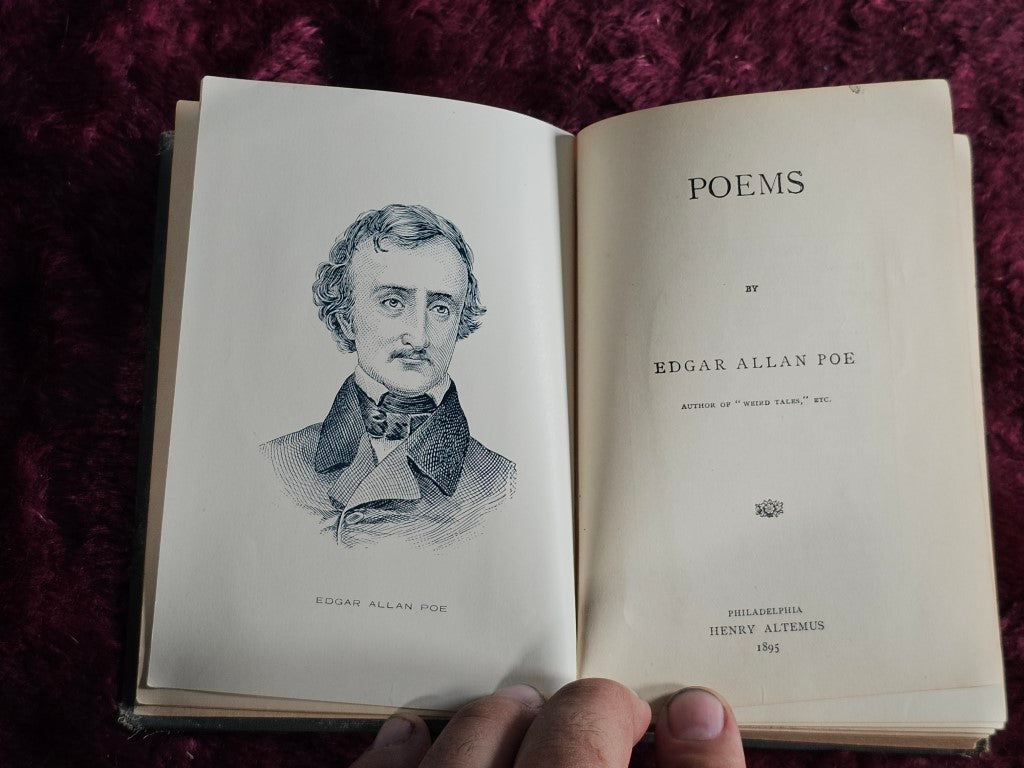 EDGAR ALLAN POE
POEMS
BY
EDGAR ALLAN POE
AUTHOR OF "WEIRD TALES," ETC.
PHILADELPHIA
HENRY ALTEMUS
1895